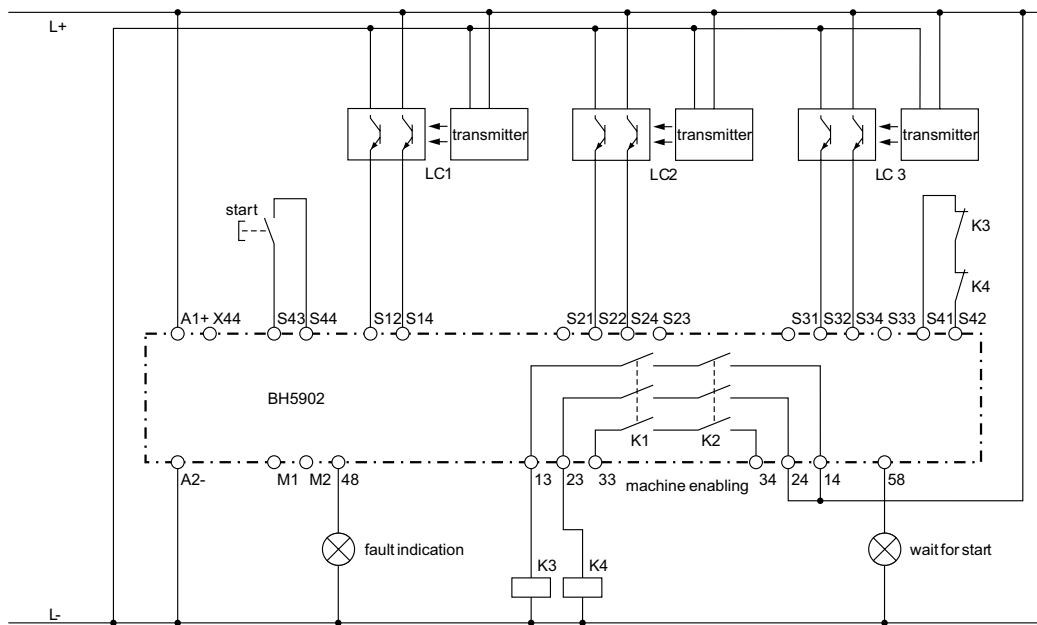 L+
transmitter
transmitter
transmitter
LC1
LC2
LC 3
start
K3
K4
A1+ X44 S43 S44 S12 S14 S21 S22 S24 S23 S31 S32 S34 S33 S41 S42
BH5902
K1 K2
A2- M1 M2 48 13 23 33 machine enabling 34 24 14 58
fault indication
K3
K4
wait for start
L-